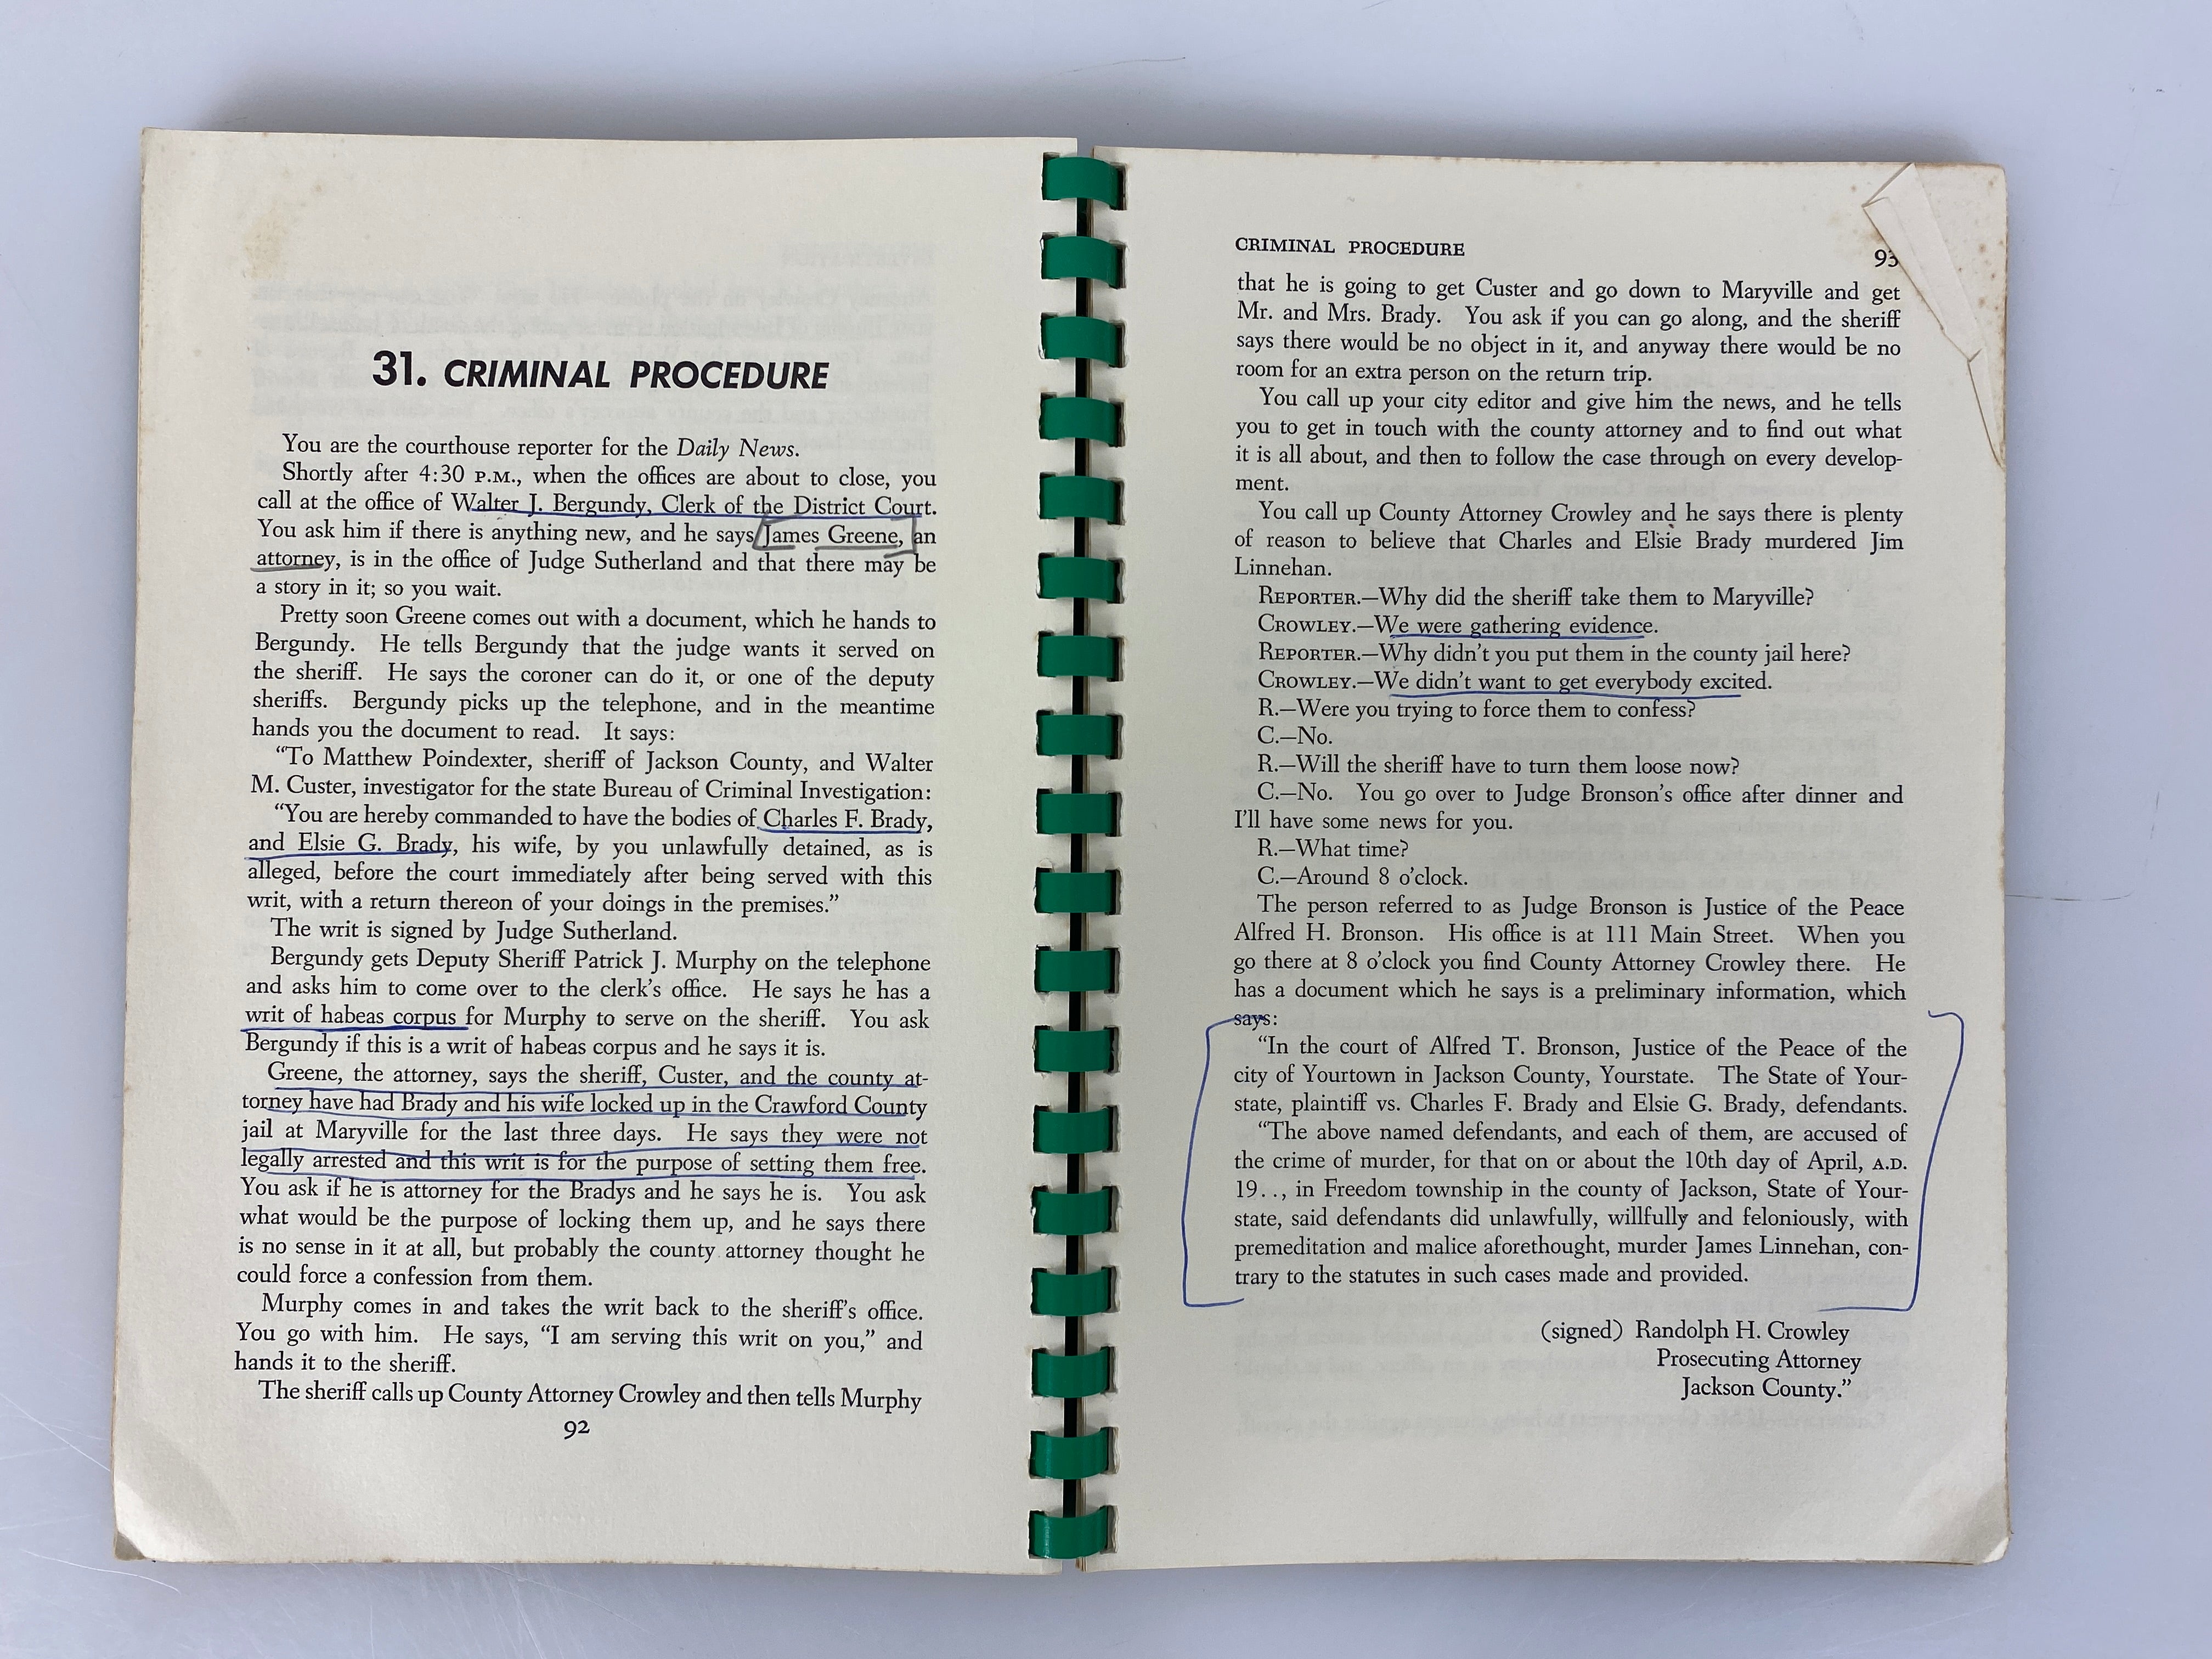 31. CRIMINAL PROCEDURE
You are the courthouse reporter for the Daily News.
Shortly after 4:30 P.M., when the offices are about to close, you
call at the office of Walter J. Bergundy, Clerk of the District Court.
You ask him if there is anything new, and he says James Greene, an
attorney, is in the office of Judge Sutherland and that there may be
a story in it; so you wait.
Pretty soon Greene comes out with a document, which he hands to
Bergundy. He tells Bergundy that the judge wants it served on
the sheriff. He says the coroner can do it, or one of the deputy
sheriffs. Bergundy picks up the telephone, and in the meantime
hands you the document to read. It says:
“To Matthew Poindexter, sheriff of Jackson County, and Walter
M. Custer, investigator for the state Bureau of Criminal Investigation:
“You are hereby commanded to have the bodies of Charles F. Brady,
and Elsie G. Brady, his wife, by you unlawfully detained, as is
alleged, before the court immediately after being served with this
writ, with a return thereon of your doings in the premises.”
The writ is signed by Judge Sutherland.
Bergundy gets Deputy Sheriff Patrick J. Murphy on the telephone
and asks him to come over to the clerk’s office. He says he has a
writ of habeas corpus for Murphy to serve on the sheriff. You ask
Bergundy if this is a writ of habeas corpus and he says it is.
Greene, the attorney, says the sheriff, Custer, and the county at-
torney have had Brady and his wife locked up in the Crawford County
jail at Maryville for the last three days. He says they were not
legally arrested and this writ is for the purpose of setting them free.
You ask if he is attorney for the Bradys and he says he is. You ask
what would be the purpose of locking them up, and he says there
is no sense in it at all, but probably the county attorney thought he
could force a confession from them.
Murphy comes in and takes the writ back to the sheriff’s office.
You go with him. He says, “I am serving this writ on you,” and
hands it to the sheriff.
The sheriff calls up County Attorney Crowley and then tells Murphy
92
CRIMINAL PROCEDURE
93
that he is going to get Custer and go down to Maryville and get
Mr. and Mrs. Brady. You ask if you can go along, and the sheriff
says there would be no object in it, and anyway there would be no
room for an extra person on the return trip.
You call up your city editor and give him the news, and he tells
you to get in touch with the county attorney and to find out what
it is all about, and then to follow the case through on every develop-
ment.
You call up County Attorney Crowley and he says there is plenty
of reason to believe that Charles and Elsie Brady murdered Jim
Linnehan.
REPORTER.—Why did the sheriff take them to Maryville?
CROWLEY.—We were gathering evidence.
REPORTER.—Why didn’t you put them in the county jail here?
CROWLEY.—We didn’t want to get everybody excited.
R.—Were you trying to force them to confess?
C.—No.
R.—Will the sheriff have to turn them loose now?
C.—No. You go over to Judge Bronson’s office after dinner and
I’ll have some news for you.
R.—What time?
C.—Around 8 o’clock.
The person referred to as Judge Bronson is Justice of the Peace
Alfred H. Bronson. His office is at 111 Main Street. When you
go there at 8 o’clock you find County Attorney Crowley there. He
has a document which he says is a preliminary information, which
says:
“In the court of Alfred T. Bronson, Justice of the Peace of the
city of Yourtown in Jackson County, Yourstate. The State of Your-
state, plaintiff vs. Charles F. Brady and Elsie G. Brady, defendants.
“The above named defendants, and each of them, are accused of
the crime of murder, for that on or about the 10th day of April, A.D.
19.., in Freedom township in the county of Jackson, State of Your-
state, said defendants did unlawfully, willfully and feloniously, with
premeditation and malice aforethought, murder James Linnehan, con-
trary to the statutes in such cases made and provided.
(signed) Randolph H. Crowley
Prosecuting Attorney
Jackson County.”